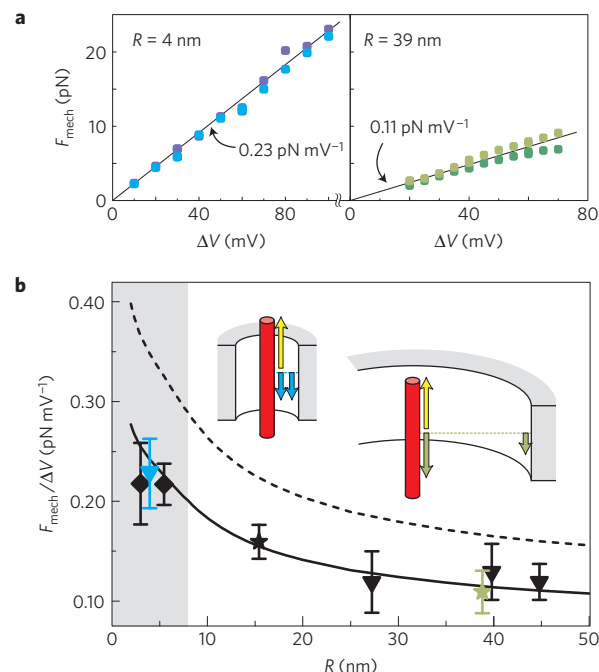 a
R = 4 nm
R = 39 nm
20
10
0
F_mech (pN)
0.23 pN mV⁻¹
0.11 pN mV⁻¹
0 40 80 0 40 80
ΔV (mV) ΔV (mV)
b
0.40
0.30
0.20
0.10
F_mech/ΔV (pN mV⁻¹)
0 10 20 30 40 50
R (nm)